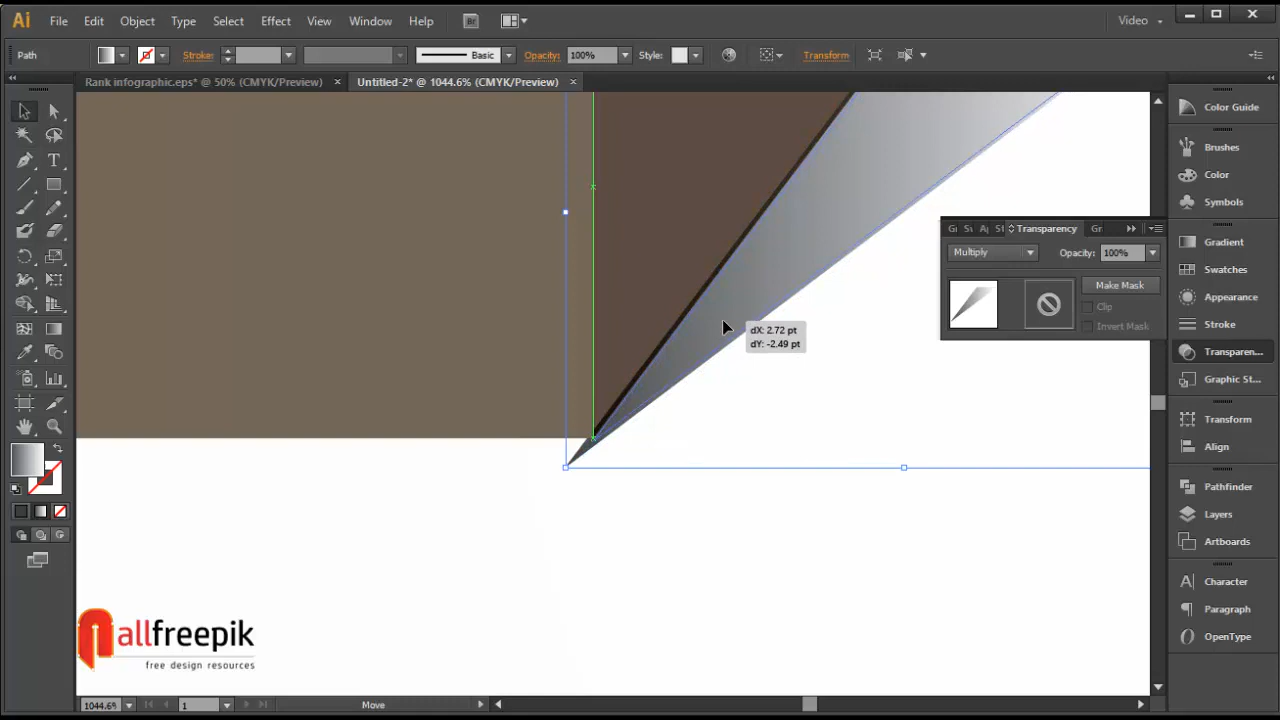 Ai File Edit Object Type Select Effect View Window Help Br Video
Path Stroke: Basic Opacity: 100% Style: Transform
Rank infographic.eps* @ 50% (CMYK/Preview) × Untitled-2* @ 1044.6% (CMYK/Preview) ×
Color Guide
Brushes
Color
Symbols
Gradient
Swatches
Appearance
Stroke
Transparen...
Graphic St...
Transform
Align
Pathfinder
Layers
Artboards
Character
Paragraph
OpenType
Transparency Gr
Multiply Opacity: 100%
Make Mask
Clip
Invert Mask
dX: 2.72 pt
dY: -2.49 pt
allfreepik
free design resources
1044.6% 1 Move